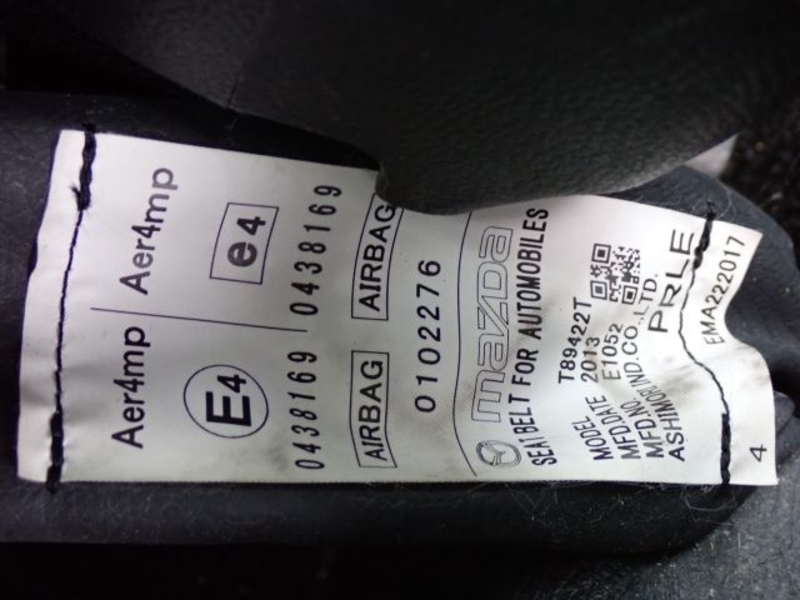 Aer4mp Aer4mp
E4 e4
0438169 0438169
AIRBAG AIRBAG
0102276
mazda
SEAT BELT FOR AUTOMOBILES
MODEL T89422T
MFD.DATE 2013
MFD.NO. E1052
ASHIMORI IND.CO.,LTD.
PRLE
EMA222017
4